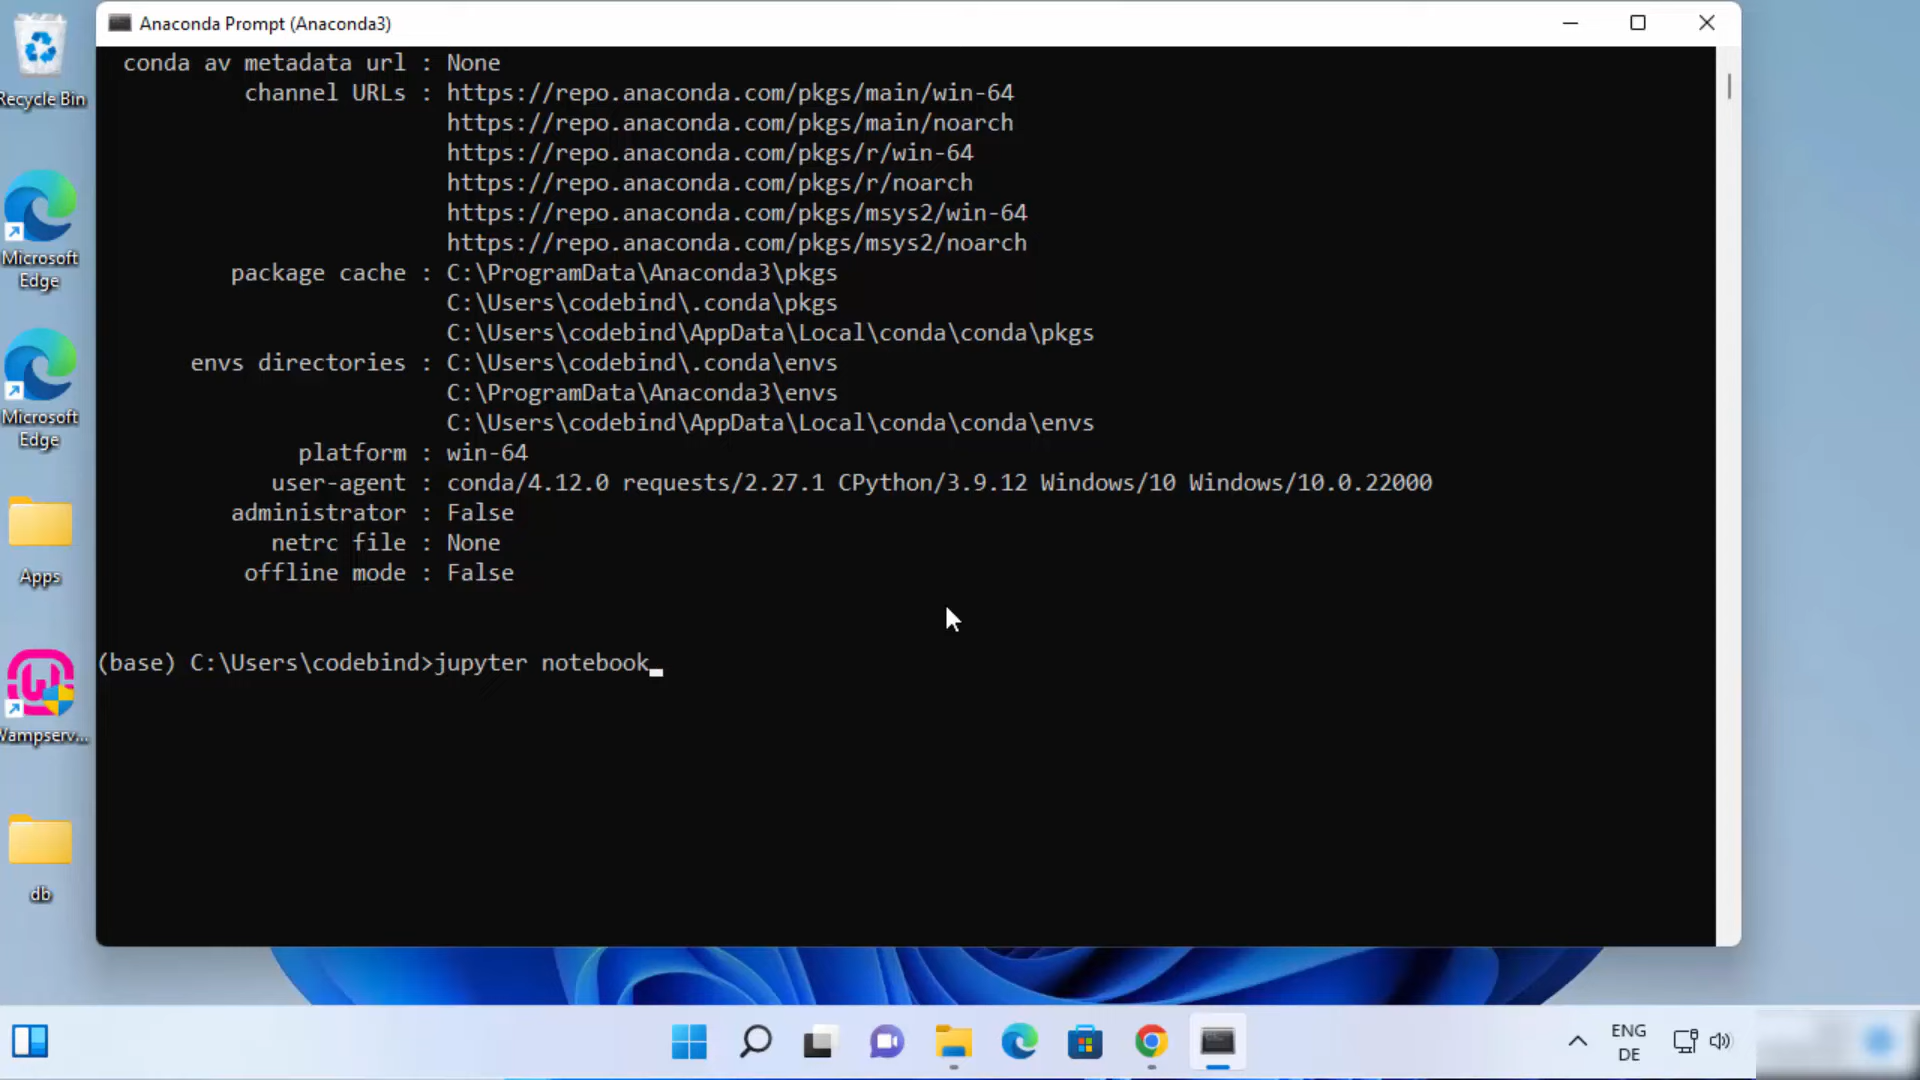 Anaconda Prompt (Anaconda3)
conda av metadata url : None
channel URLs : https://repo.anaconda.com/pkgs/main/win-64
https://repo.anaconda.com/pkgs/main/noarch
https://repo.anaconda.com/pkgs/r/win-64
https://repo.anaconda.com/pkgs/r/noarch
https://repo.anaconda.com/pkgs/msys2/win-64
https://repo.anaconda.com/pkgs/msys2/noarch
package cache : C:\ProgramData\Anaconda3\pkgs
C:\Users\codebind\.conda\pkgs
C:\Users\codebind\AppData\Local\conda\conda\pkgs
envs directories : C:\Users\codebind\.conda\envs
C:\ProgramData\Anaconda3\envs
C:\Users\codebind\AppData\Local\conda\conda\envs
platform : win-64
user-agent : conda/4.12.0 requests/2.27.1 CPython/3.9.12 Windows/10 Windows/10.0.22000
administrator : False
netrc file : None
offline mode : False
(base) C:\Users\codebind>jupyter notebook
Recycle Bin
Microsoft
Edge
Microsoft
Edge
Apps
Wampserv...
db
ENG
DE